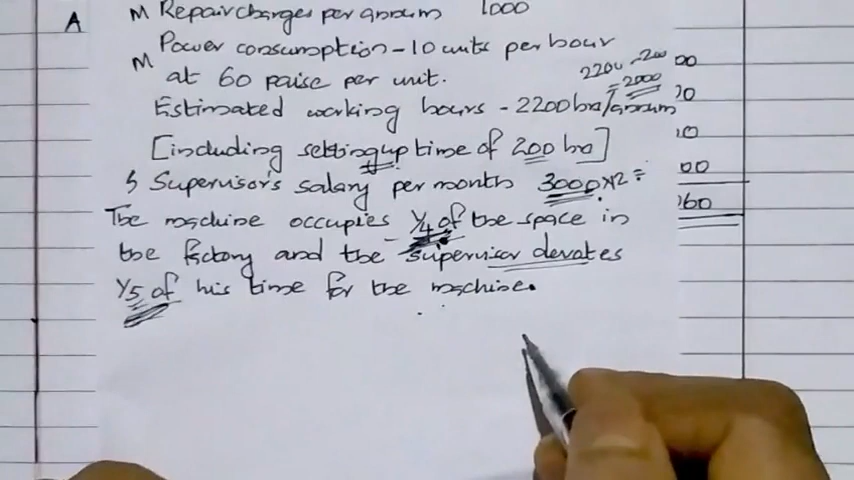 M Repair charges per annum 1000
A
M Power consumption - 10 units per hour
at 60 paise per unit.
2200 - 200
= 2000
Estimated working hours - 2200 hrs/annum
[including setting up time of 200 hrs]
S Supervisor's salary per month 3000 x 12 =
The machine occupies 1/4 of the space in
the factory and the supervisor devates
1/5 of his time for the machine.
00
00
60